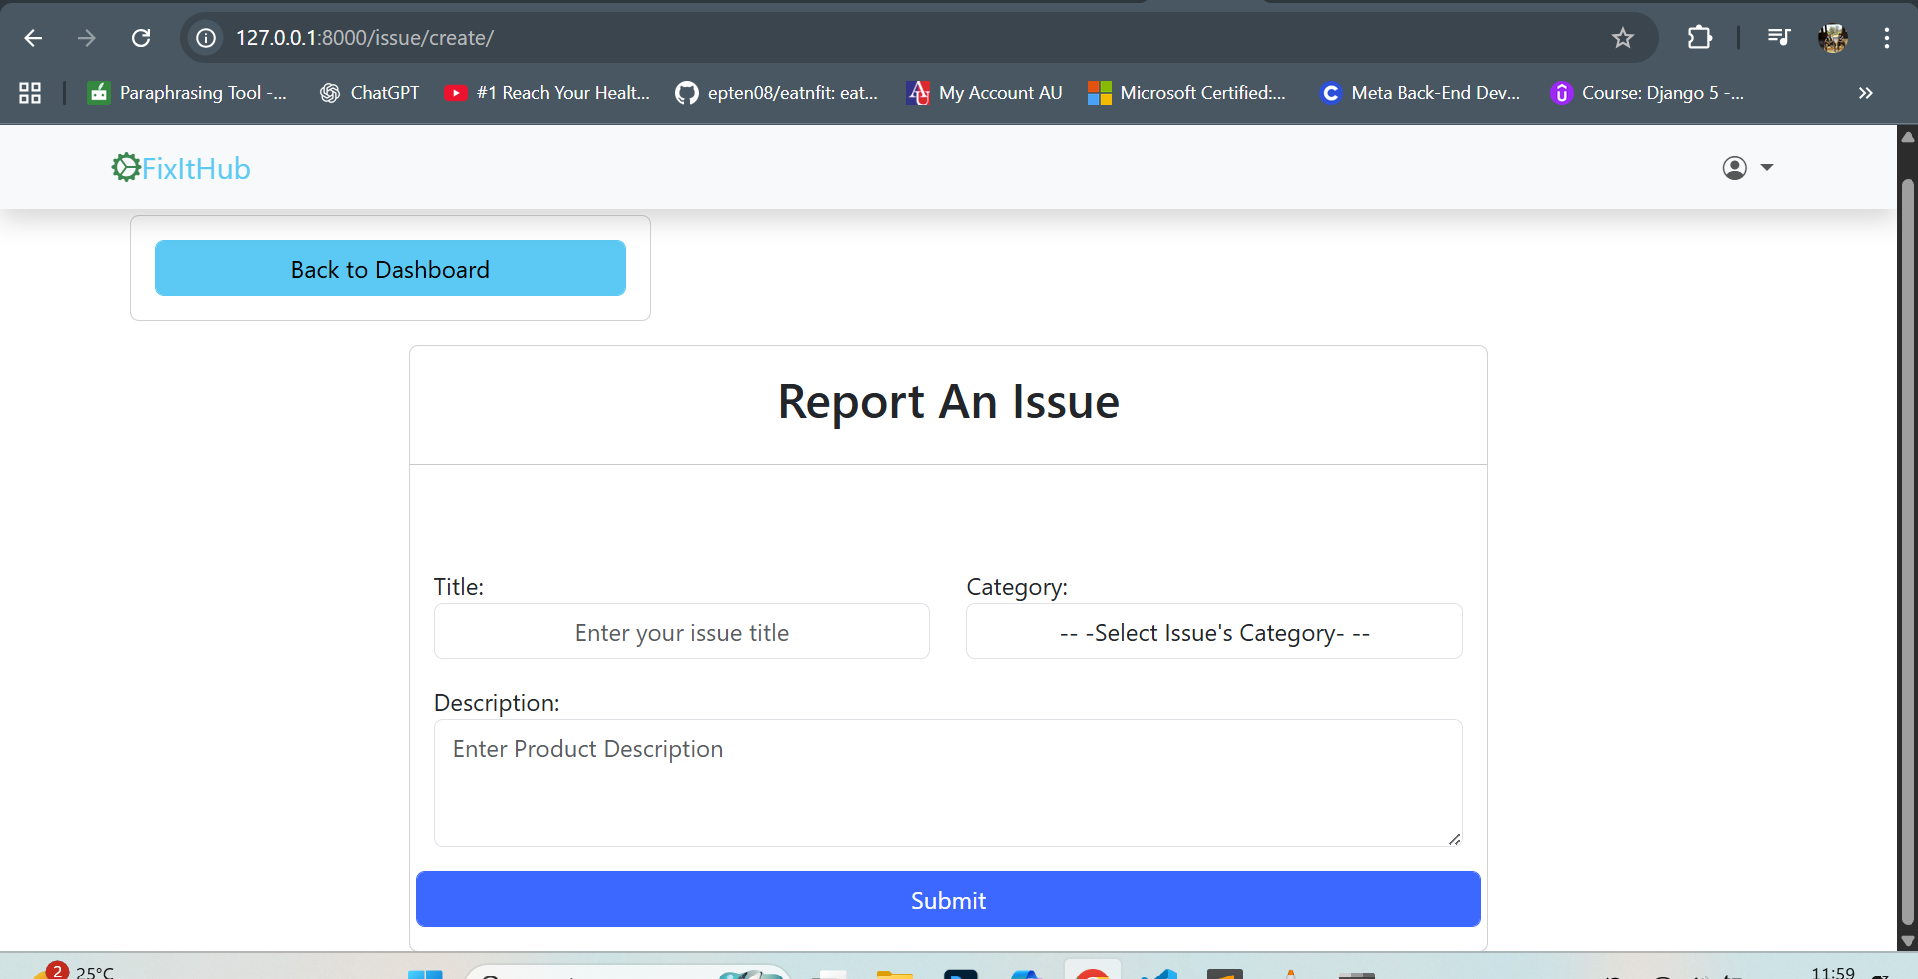 127.0.0.1:8000/issue/create/
Paraphrasing Tool -...
ChatGPT
#1 Reach Your Healt...
epten08/eatnfit: eat...
My Account AU
Microsoft Certified:...
Meta Back-End Dev...
Course: Django 5 -...
FixItHub
Back to Dashboard
Report An Issue
Title:
Category:
Enter your issue title
-- -Select Issue's Category- --
Description:
Enter Product Description
Submit
2
25°C
11:59